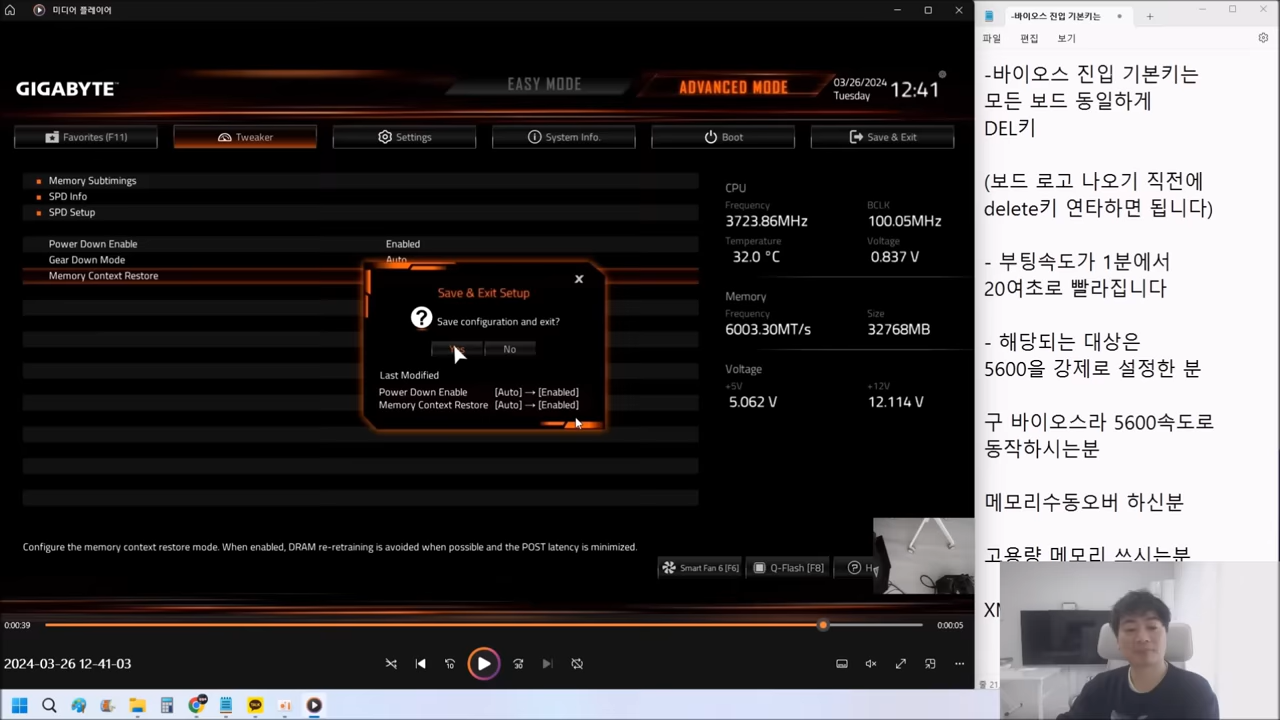 미디어 플레이어
GIGABYTE™
EASY MODE
ADVANCED MODE
03/26/2024
Tuesday
12:41
Favorites (F11)
Tweaker
Settings
System Info.
Boot
Save & Exit
Memory Subtimings
SPD Info
SPD Setup
Power Down Enable
Enabled
Gear Down Mode
Auto
Memory Context Restore
Save & Exit Setup
Save configuration and exit?
Yes
No
Last Modified
Power Down Enable [Auto] → [Enabled]
Memory Context Restore [Auto] → [Enabled]
CPU
Frequency
BCLK
3723.86MHz
100.05MHz
Temperature
Voltage
32.0 °C
0.837 V
Memory
Frequency
Size
6003.30MT/s
32768MB
Voltage
+5V
+12V
5.062 V
12.114 V
Configure the memory context restore mode. When enabled, DRAM re-retraining is avoided when possible and the POST latency is minimized.
Smart Fan 6 [F6]
Q-Flash [F8]
0:00:39
0:00:05
2024-03-26 12-41-03
-바이오스 진입 기본키는
파일 편집 보기
-바이오스 진입 기본키는
모든 보드 동일하게
DEL키
(보드 로고 나오기 직전에
delete키 연타하면 됩니다)
- 부팅속도가 1분에서
20여초로 빨라집니다
- 해당되는 대상은
5600을 강제로 설정한 분
구 바이오스라 5600속도로
동작하시는분
메모리수동오버 하신분
고용량 메모리 쓰시는분